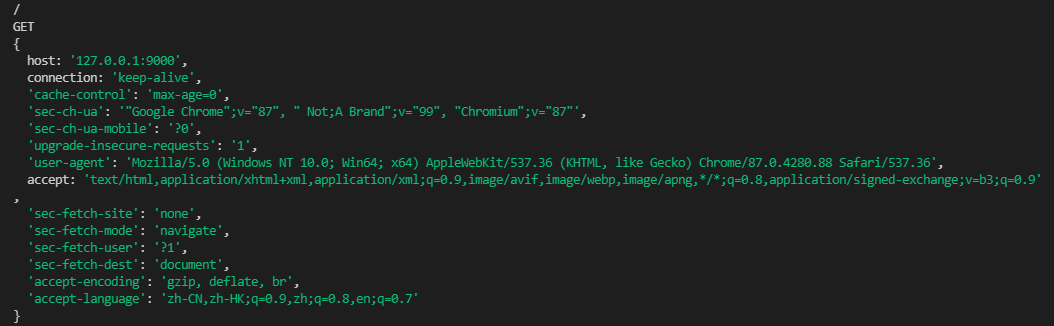 /
GET
{
  host: '127.0.0.1:9000',
  connection: 'keep-alive',
  'cache-control': 'max-age=0',
  'sec-ch-ua': '"Google Chrome";v="87", " Not;A Brand";v="99", "Chromium";v="87"',
  'sec-ch-ua-mobile': '?0',
  'upgrade-insecure-requests': '1',
  'user-agent': 'Mozilla/5.0 (Windows NT 10.0; Win64; x64) AppleWebKit/537.36 (KHTML, like Gecko) Chrome/87.0.4280.88 Safari/537.36',
  accept: 'text/html,application/xhtml+xml,application/xml;q=0.9,image/avif,image/webp,image/apng,*/*;q=0.8,application/signed-exchange;v=b3;q=0.9'
,
  'sec-fetch-site': 'none',
  'sec-fetch-mode': 'navigate',
  'sec-fetch-user': '?1',
  'sec-fetch-dest': 'document',
  'accept-encoding': 'gzip, deflate, br',
  'accept-language': 'zh-CN,zh-HK;q=0.9,zh;q=0.8,en;q=0.7'
}